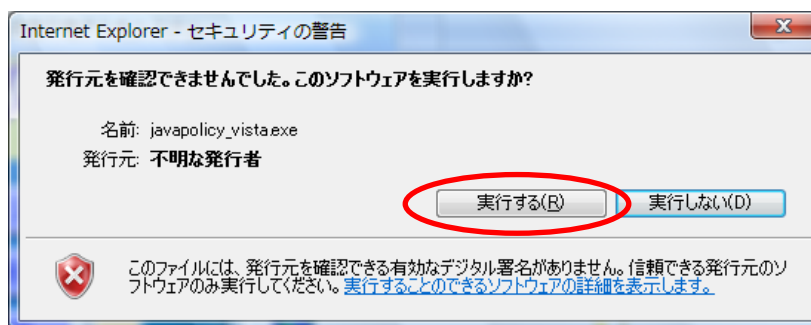 Internet Explorer - セキュリティの警告
発行元を確認できませんでした。このソフトウェアを実行しますか?
名前: javapolicy_vista.exe
発行元: 不明な発行者
実行する(R) 実行しない(D)
このファイルには、発行元を確認できる有効なデジタル署名がありません。信頼できる発行元のソ
フトウェアのみ実行してください。実行することのできるソフトウェアの詳細を表示します。